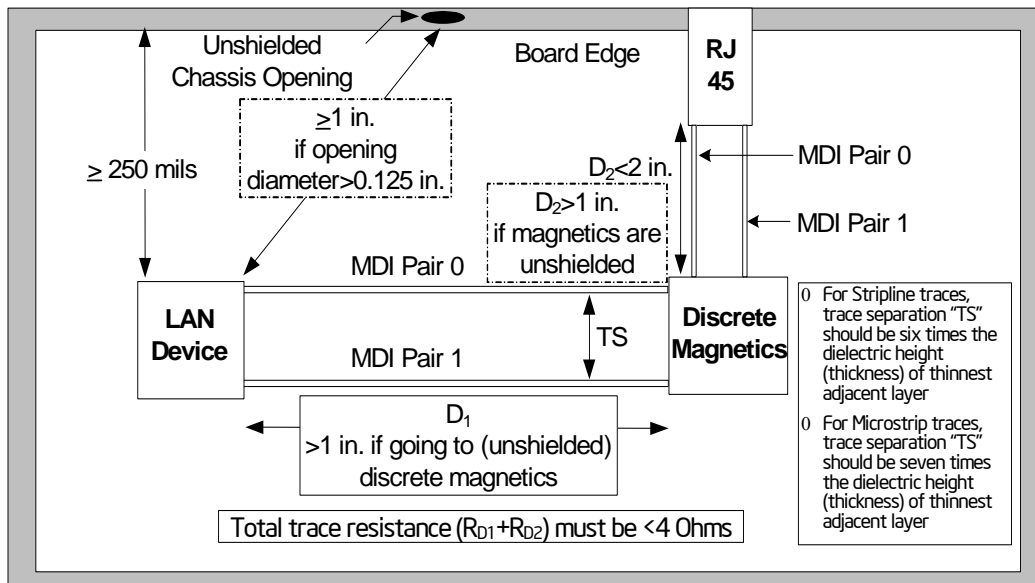 Unshielded
Chassis Opening
Board Edge
RJ
45
≥ 250 mils
≥1 in.
if opening
diameter>0.125 in.
D₂<2 in.
MDI Pair 0
MDI Pair 1
D₂>1 in.
if magnetics are
unshielded
MDI Pair 0
LAN
Device
TS
Discrete
Magnetics
MDI Pair 1
D₁
>1 in. if going to (unshielded)
discrete magnetics
Total trace resistance (R_D1+R_D2) must be <4 Ohms
() For Stripline traces,
trace separation “TS”
should be six times the
dielectric height
(thickness) of thinnest
adjacent layer
() For Microstrip traces,
trace separation “TS”
should be seven times
the dielectric height
(thickness) of thinnest
adjacent layer